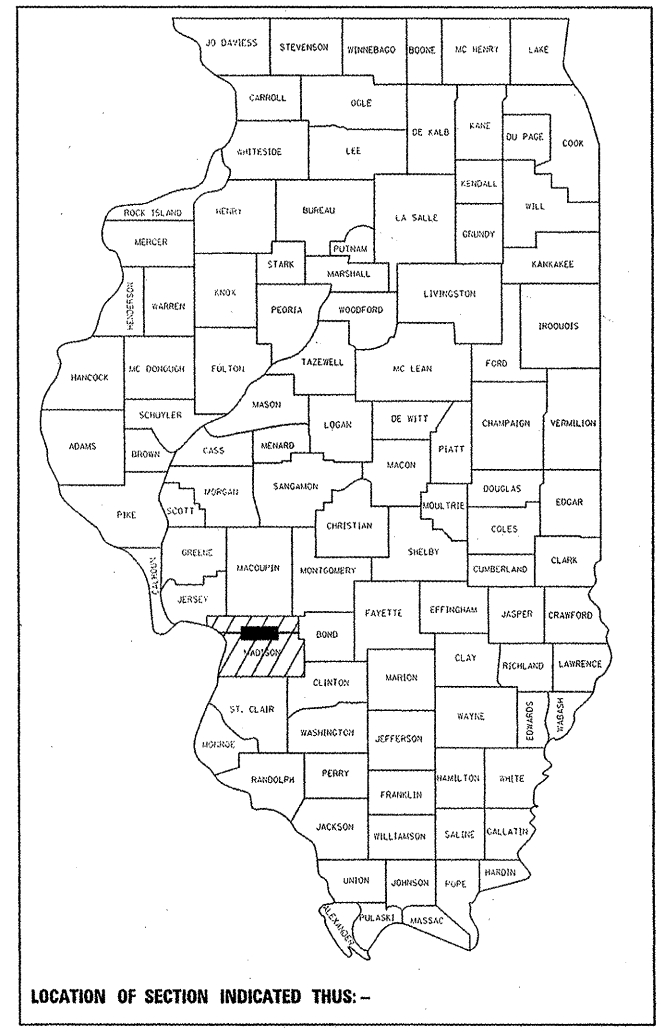 JO DAVIESS STEVENSON WINNEBAGO BOONE MC HENRY LAKE
CARROLL OGLE DE KALB KANE DU PAGE COOK
WHITESIDE LEE
KENDALL
ROCK ISLAND HENRY BUREAU LA SALLE WILL
MERCER PUTNAM GRUNDY
STARK MARSHALL KANKAKEE
HENDERSON WARREN KNOX PEORIA WOODFORD LIVINGSTON
IROQUOIS
HANCOCK MC DONOUGH FULTON TAZEWELL MC LEAN FORD
MASON
SCHUYLER LOGAN DE WITT CHAMPAIGN VERMILION
ADAMS BROWN CASS MENARD MACON PIATT
PIKE SCOTT MORGAN SANGAMON MOULTRIE DOUGLAS EDGAR
CHRISTIAN COLES
GREENE MACOUPIN MONTGOMERY SHELBY CUMBERLAND CLARK
CALHOUN JERSEY
FAYETTE EFFINGHAM JASPER CRAWFORD
MADISON BOND
CLAY RICHLAND LAWRENCE
CLINTON MARION
ST. CLAIR WAYNE EDWARDS WABASH
MONROE WASHINGTON JEFFERSON
RANDOLPH PERRY HAMILTON WHITE
FRANKLIN
JACKSON WILLIAMSON SALINE GALLATIN
UNION JOHNSON POPE HARDIN
ALEXANDER PULASKI MASSAC
LOCATION OF SECTION INDICATED THUS: –